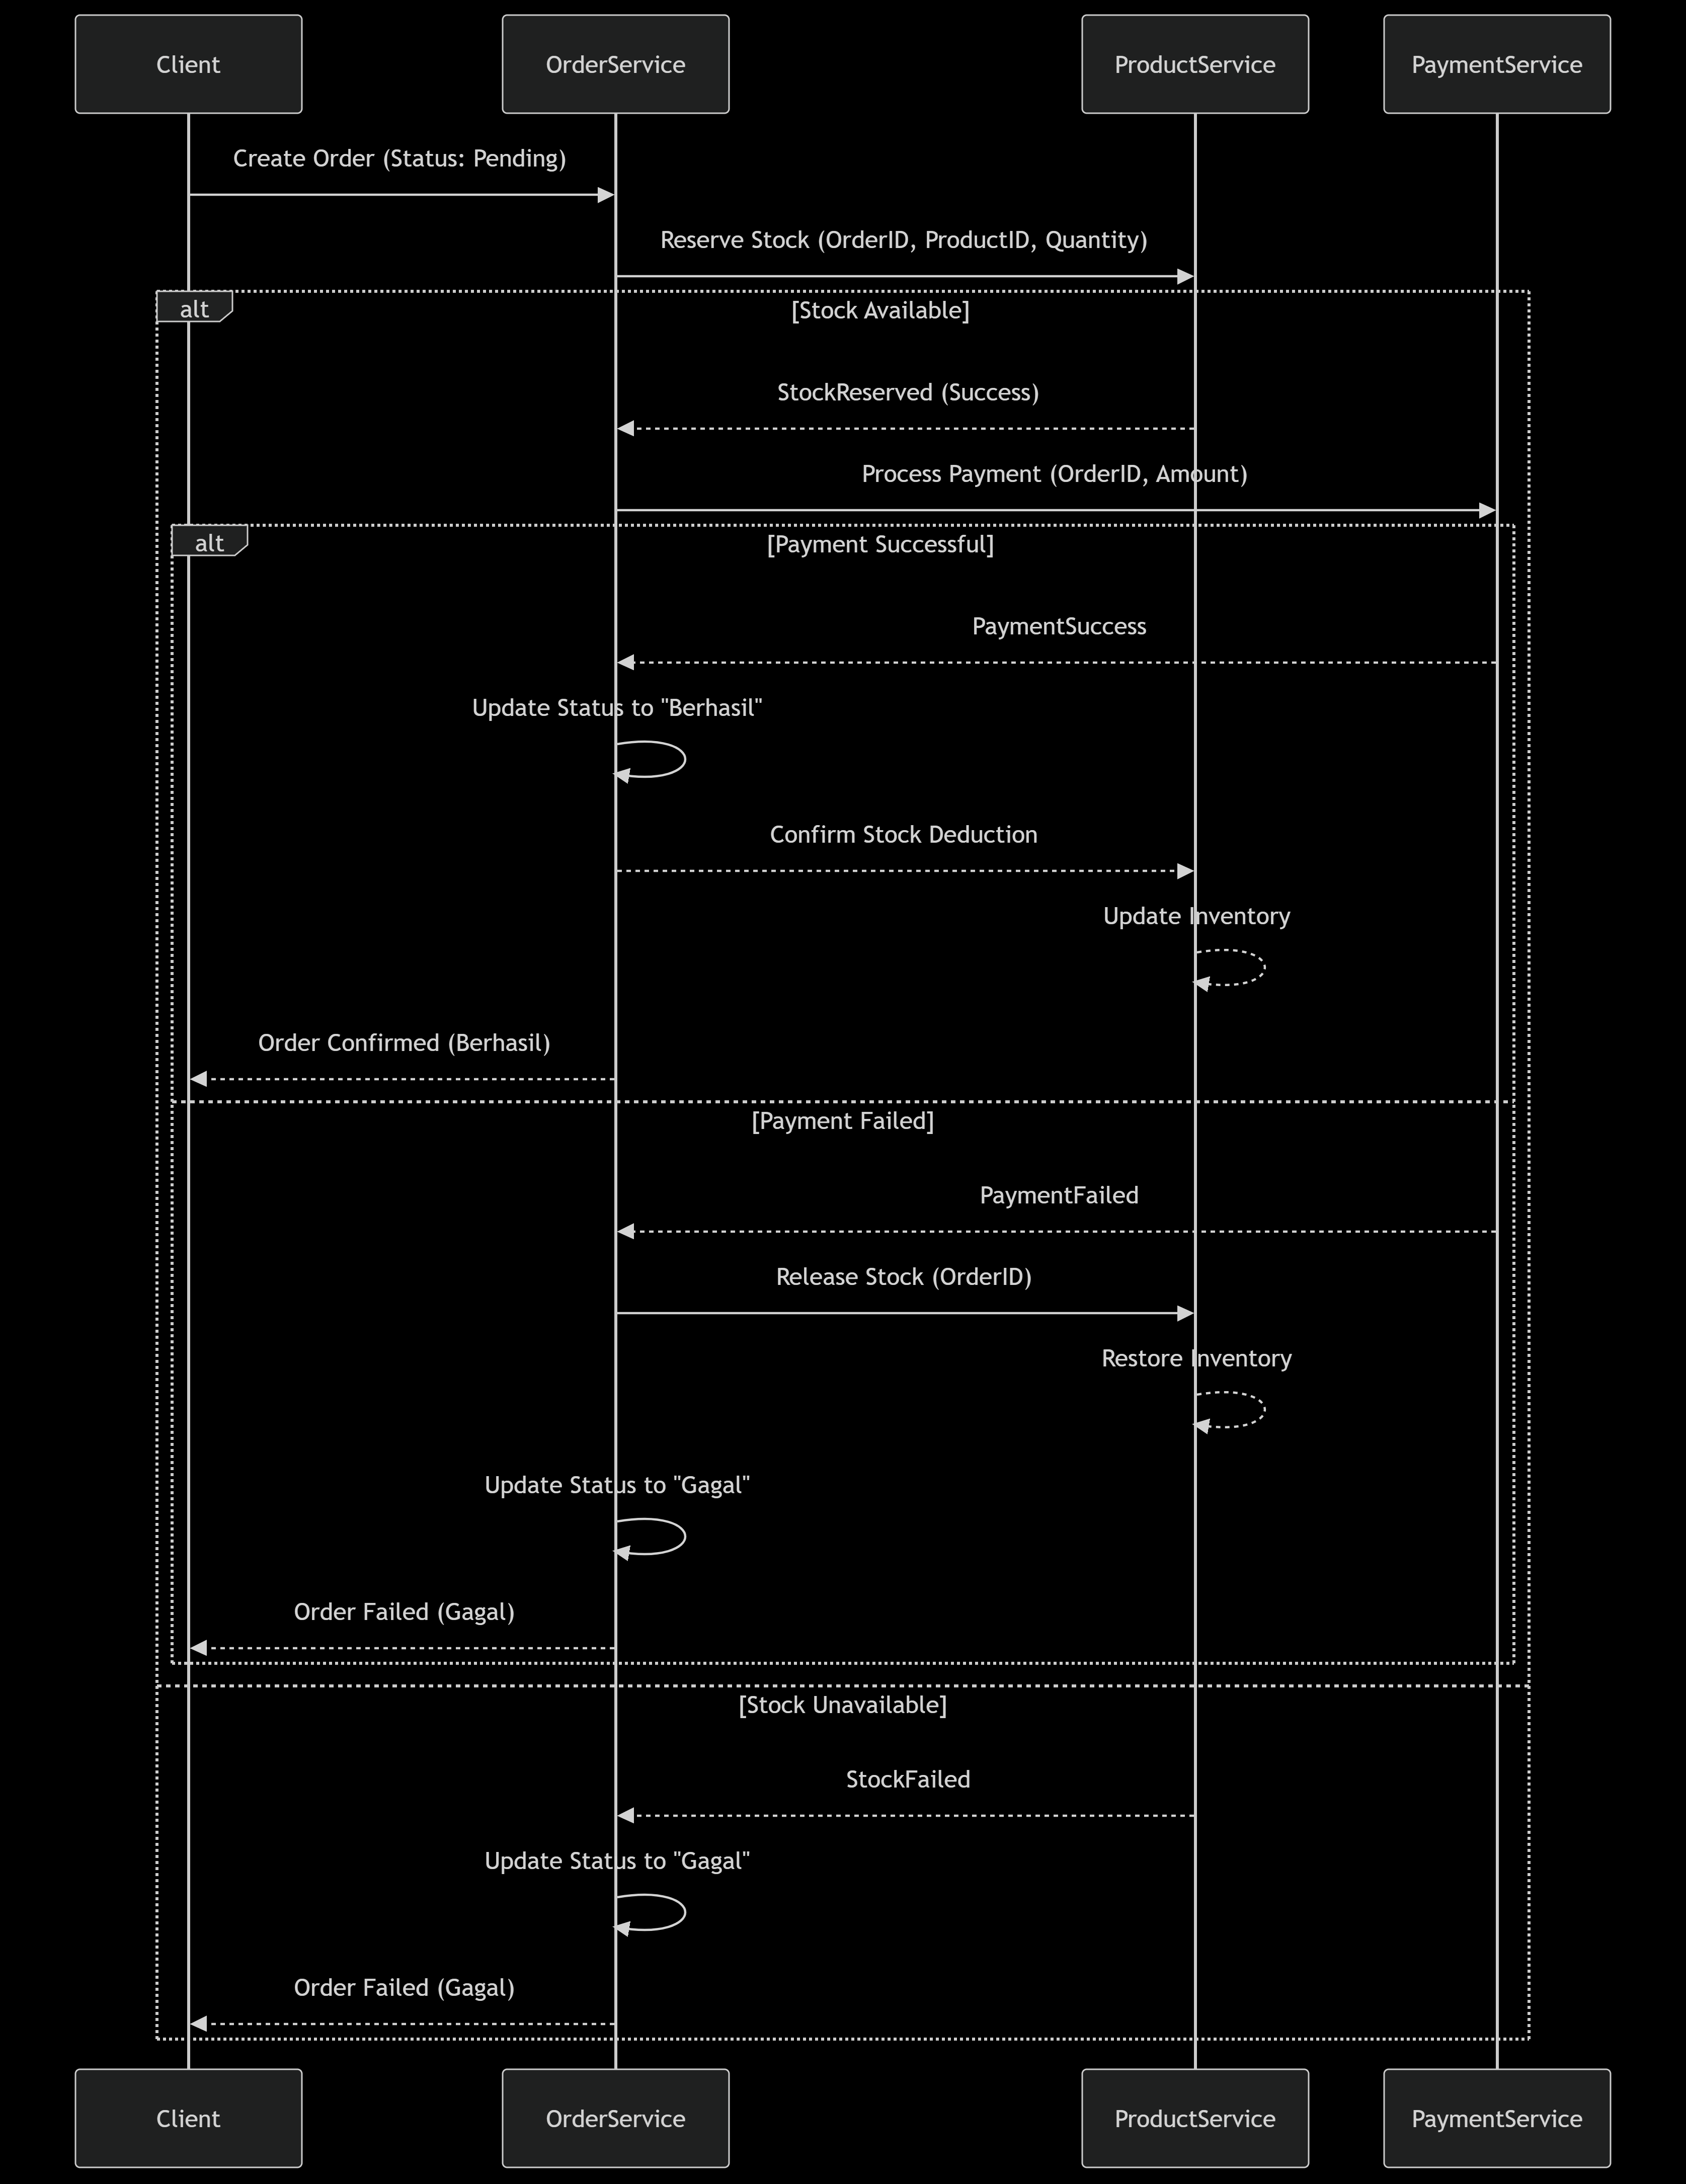 Client
OrderService
ProductService
PaymentService
Create Order (Status: Pending)
Reserve Stock (OrderID, ProductID, Quantity)
alt
[Stock Available]
StockReserved (Success)
Process Payment (OrderID, Amount)
alt
[Payment Successful]
PaymentSuccess
Update Status to "Berhasil"
Confirm Stock Deduction
Update Inventory
Order Confirmed (Berhasil)
[Payment Failed]
PaymentFailed
Release Stock (OrderID)
Restore Inventory
Update Status to "Gagal"
Order Failed (Gagal)
[Stock Unavailable]
StockFailed
Update Status to "Gagal"
Order Failed (Gagal)
Client
OrderService
ProductService
PaymentService